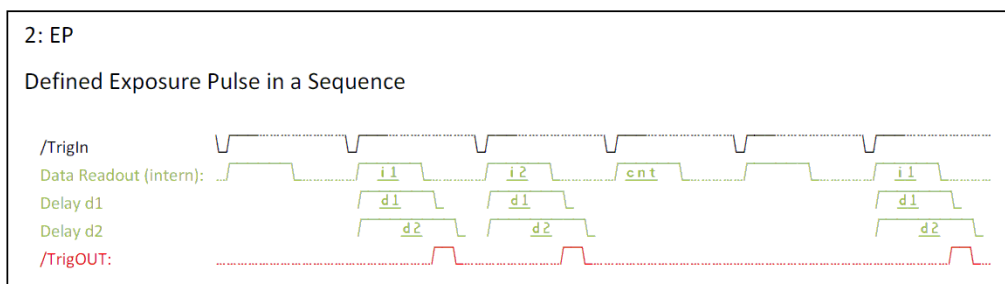 2: EP
Defined Exposure Pulse in a Sequence
/TrigIn
Data Readout (intern): i1 i2 cnt i1
Delay d1 d1 d1 d1
Delay d2 d2 d2 d2
/TrigOUT: